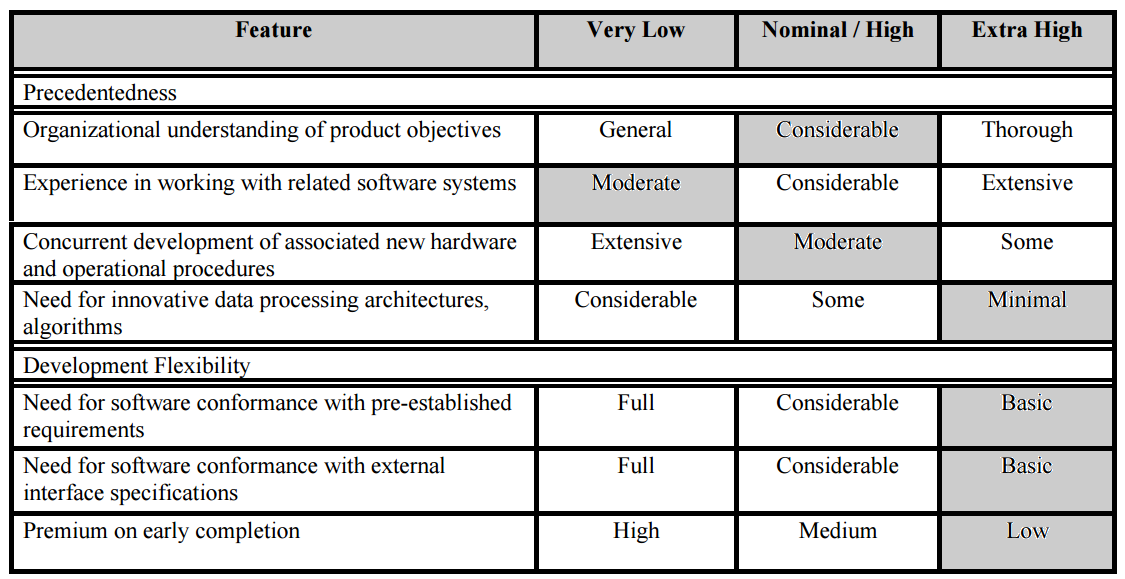 Feature Very Low Nominal / High Extra High
Precedentedness
Organizational understanding of product objectives General Considerable Thorough
Experience in working with related software systems Moderate Considerable Extensive
Concurrent development of associated new hardware Extensive Moderate Some
and operational procedures
Need for innovative data processing architectures, Considerable Some Minimal
algorithms
Development Flexibility
Need for software conformance with pre-established Full Considerable Basic
requirements
Need for software conformance with external Full Considerable Basic
interface specifications
Premium on early completion High Medium Low